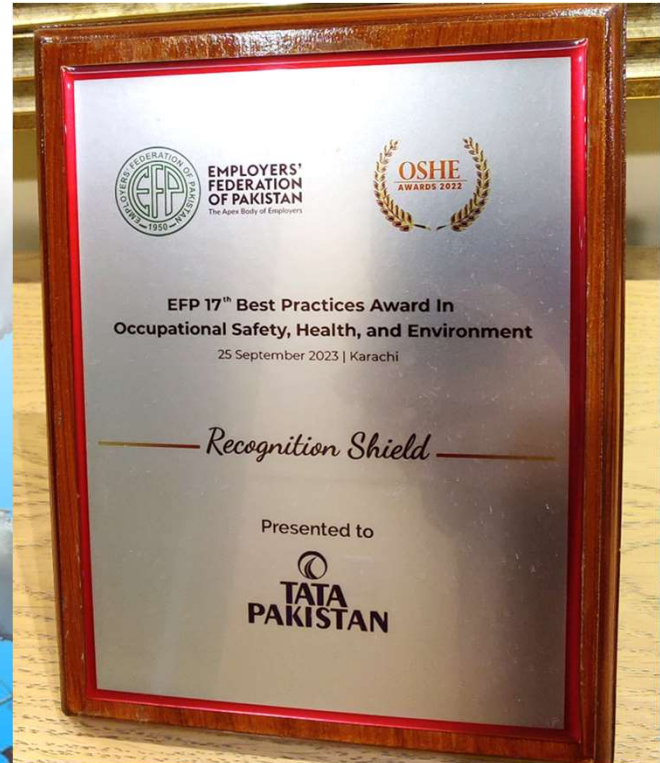 EMPLOYERS' FEDERATION OF PAKISTAN
EFP
1950
EMPLOYERS'
FEDERATION
OF PAKISTAN
The Apex Body of Employers
OSHE
AWARDS 2022
EFP 17th Best Practices Award In
Occupational Safety, Health, and Environment
25 September 2023 | Karachi
Recognition Shield
Presented to
TATA
PAKISTAN